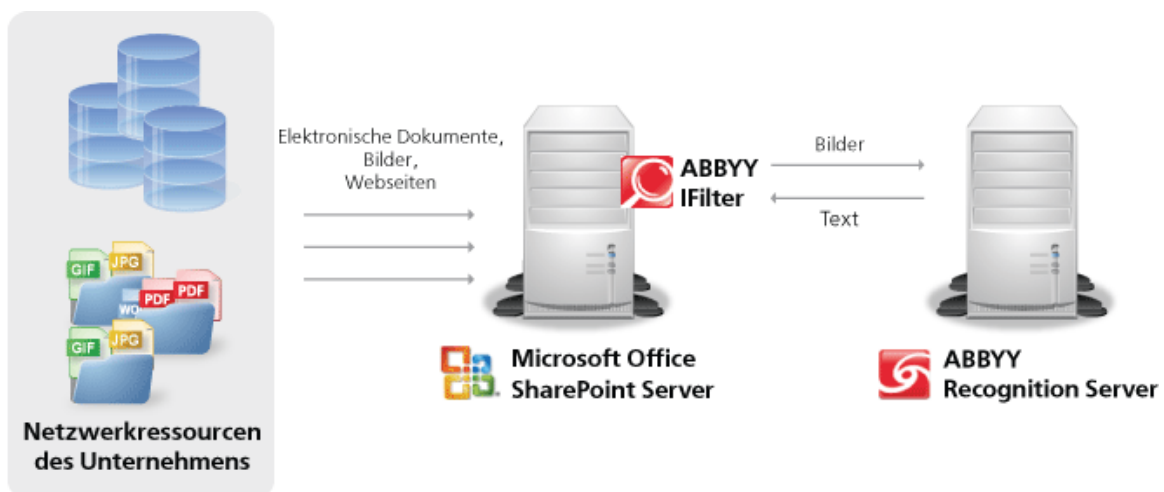 Elektronische Dokumente,
Bilder,
Webseiten
GIF
JPG
PDF
PDF
GIF
JPG
Netzwerkressourcen
des Unternehmens
ABBYY
IFilter
Bilder
Text
Microsoft Office
SharePoint Server
ABBYY
Recognition Server